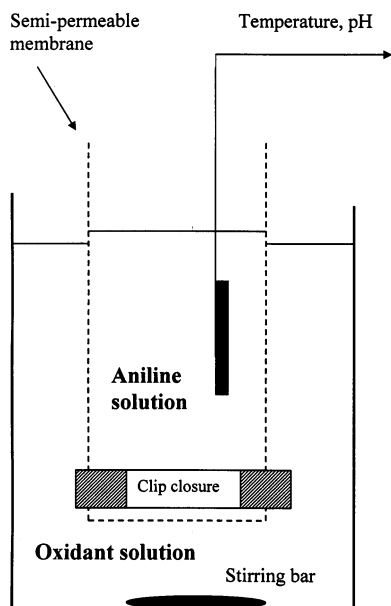 Semi-permeable
membrane
Temperature, pH
Aniline
solution
Clip closure
Oxidant solution
Stirring bar